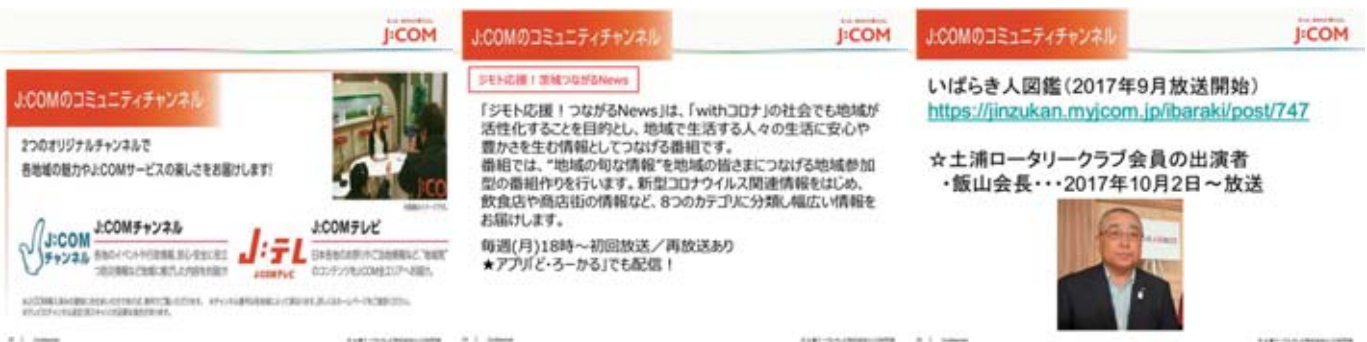 J:COM
J:COMのコミュニティチャンネル
2つのオリジナルチャンネルで
各地域の魅力やJ:COMサービスの楽しさをお届けします!
J:COM
チャンネル
J:COMチャンネル
J:テレ
J:COMテレビ
J:COMテレビ
J:COMのコミュニティチャンネル
J:COM
ジモト応援!茨城つながるNews
「ジモト応援!つながるNews」は、「withコロナ」の社会でも地域が
活性化することを目的とし、地域で生活する人々の生活に安心や
豊かさを生む情報としてつなげる番組です。
番組では、“地域の旬な情報”を地域の皆さまにつなげる地域参加
型の番組作りを行います。新型コロナウイルス関連情報をはじめ、
飲食店や商店街の情報など、8つのカテゴリに分類し幅広い情報を
お届けします。
毎週(月)18時~初回放送/再放送あり
★アプリ「ど・ろーかる」でも配信!
J:COMのコミュニティチャンネル
J:COM
いばらき人図鑑(2017年9月放送開始)
https://jinzukan.myjcom.jp/ibaraki/post/747
☆土浦ロータリークラブ会員の出演者
・飯山会長・・・2017年10月2日~放送